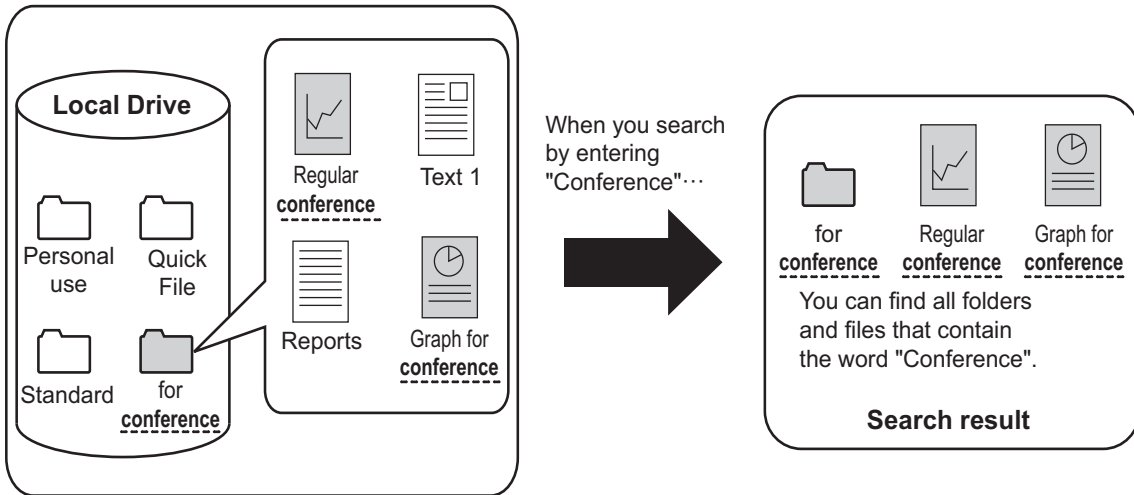 Local Drive
Personal
use
Quick
File
Standard
for
conference
Regular
conference
Text 1
Reports
Graph for
conference
When you search
by entering
"Conference"···
for
conference
Regular
conference
Graph for
conference
You can find all folders
and files that contain
the word "Conference".
Search result